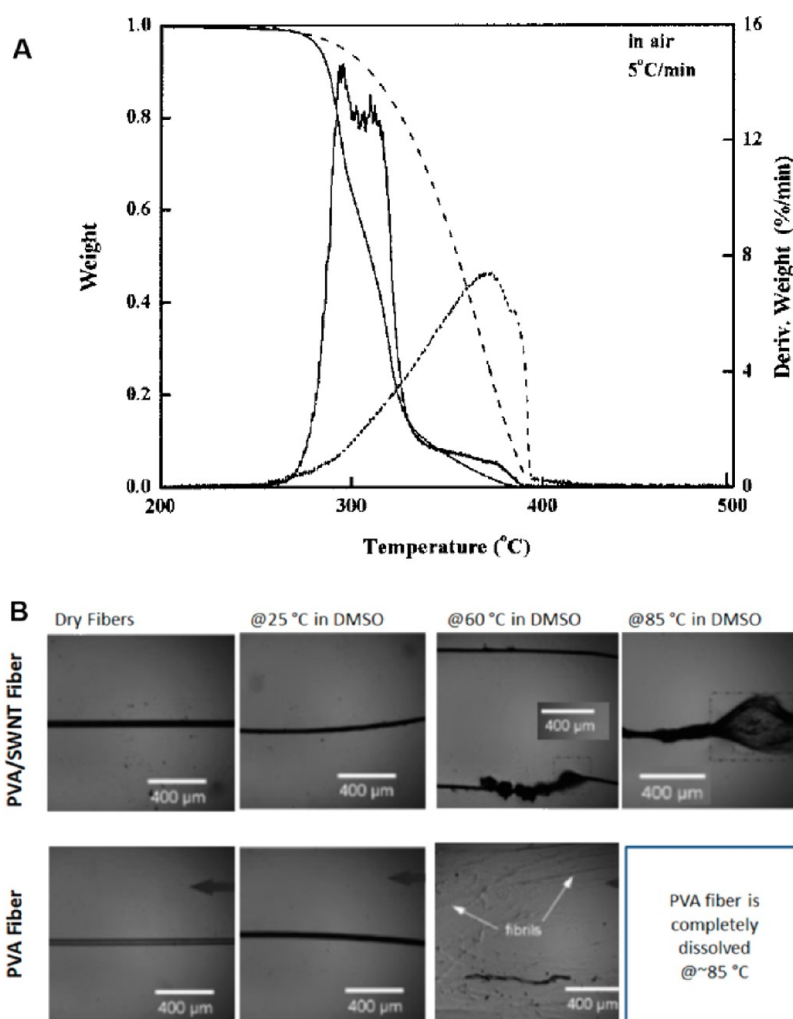 A
in air
5°C/min
Weight
1.0
0.8
0.6
0.4
0.2
0.0
16
12
8
4
0
Deriv. Weight (%/min)
200
300
400
500
Temperature (°C)
B
Dry Fibers
@25 °C in DMSO
@60 °C in DMSO
@85 °C in DMSO
PVA/SWNT Fiber
400 µm
400 µm
400 µm
400 µm
PVA Fiber
400 µm
400 µm
fibrils
400 µm
PVA fiber is
completely
dissolved
@~85 °C